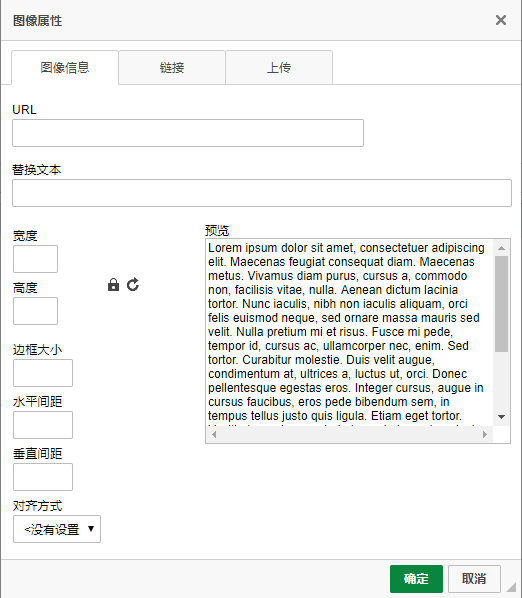 图像属性
图像信息
链接
上传
URL
替换文本
宽度
高度
边框大小
水平间距
垂直间距
对齐方式
<没有设置
预览
Lorem ipsum dolor sit amet, consectetuer adipiscing
elit. Maecenas feugiat consequat diam. Maecenas
metus. Vivamus diam purus, cursus a, commodo
non, facilisis vitae, nulla. Aenean dictum lacinia
tortor. Nunc iaculis, nibh non iaculis aliquam, orci
felis euismod neque, sed ornare massa mauris sed
velit. Nulla pretium mi et risus. Fusce mi pede,
tempor id, cursus ac, ullamcorper nec, enim. Sed
tortor. Curabitur molestie. Duis velit augue,
condimentum at, ultrices a, luctus ut, orci. Donec
pellentesque egestas eros. Integer cursus, augue in
cursus faucibus, eros pede bibendum sem, in
tempus tellus justo quis ligula. Etiam eget tortor.
确定
取消